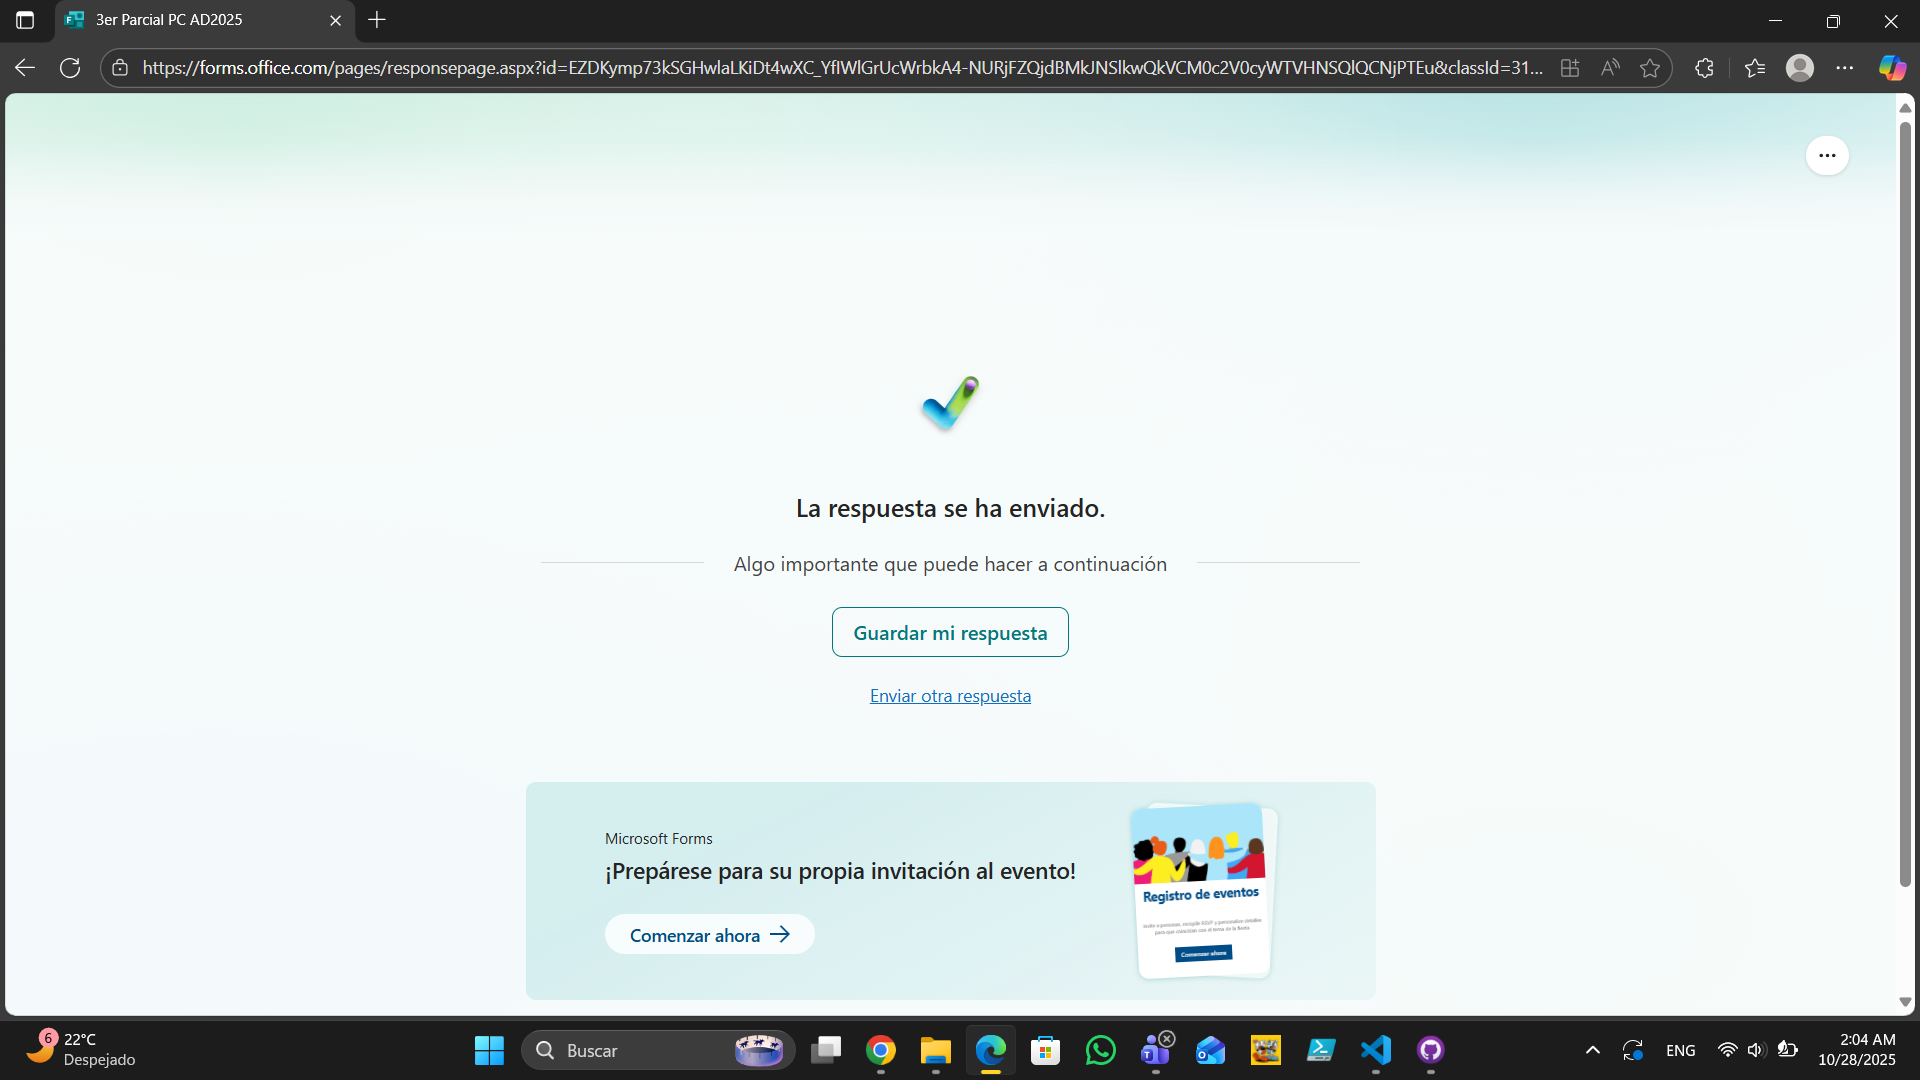 3er Parcial PC AD2025
https://forms.office.com/pages/responsepage.aspx?id=EZDKymp73kSGHwlaLKiDt4wXC_YfIWlGrUcWrbkA4-NURjFZQjdBMkJNSlkwQkVCM0c2V0cyWTVHNSQlQCNjPTEu&classId=31...
La respuesta se ha enviado.
Algo importante que puede hacer a continuación
Guardar mi respuesta
Enviar otra respuesta
Microsoft Forms
¡Prepárese para su propia invitación al evento!
Comenzar ahora
Registro de eventos
Comenzar ahora
6
22°C
Despejado
Buscar
ENG
2:04 AM
10/28/2025